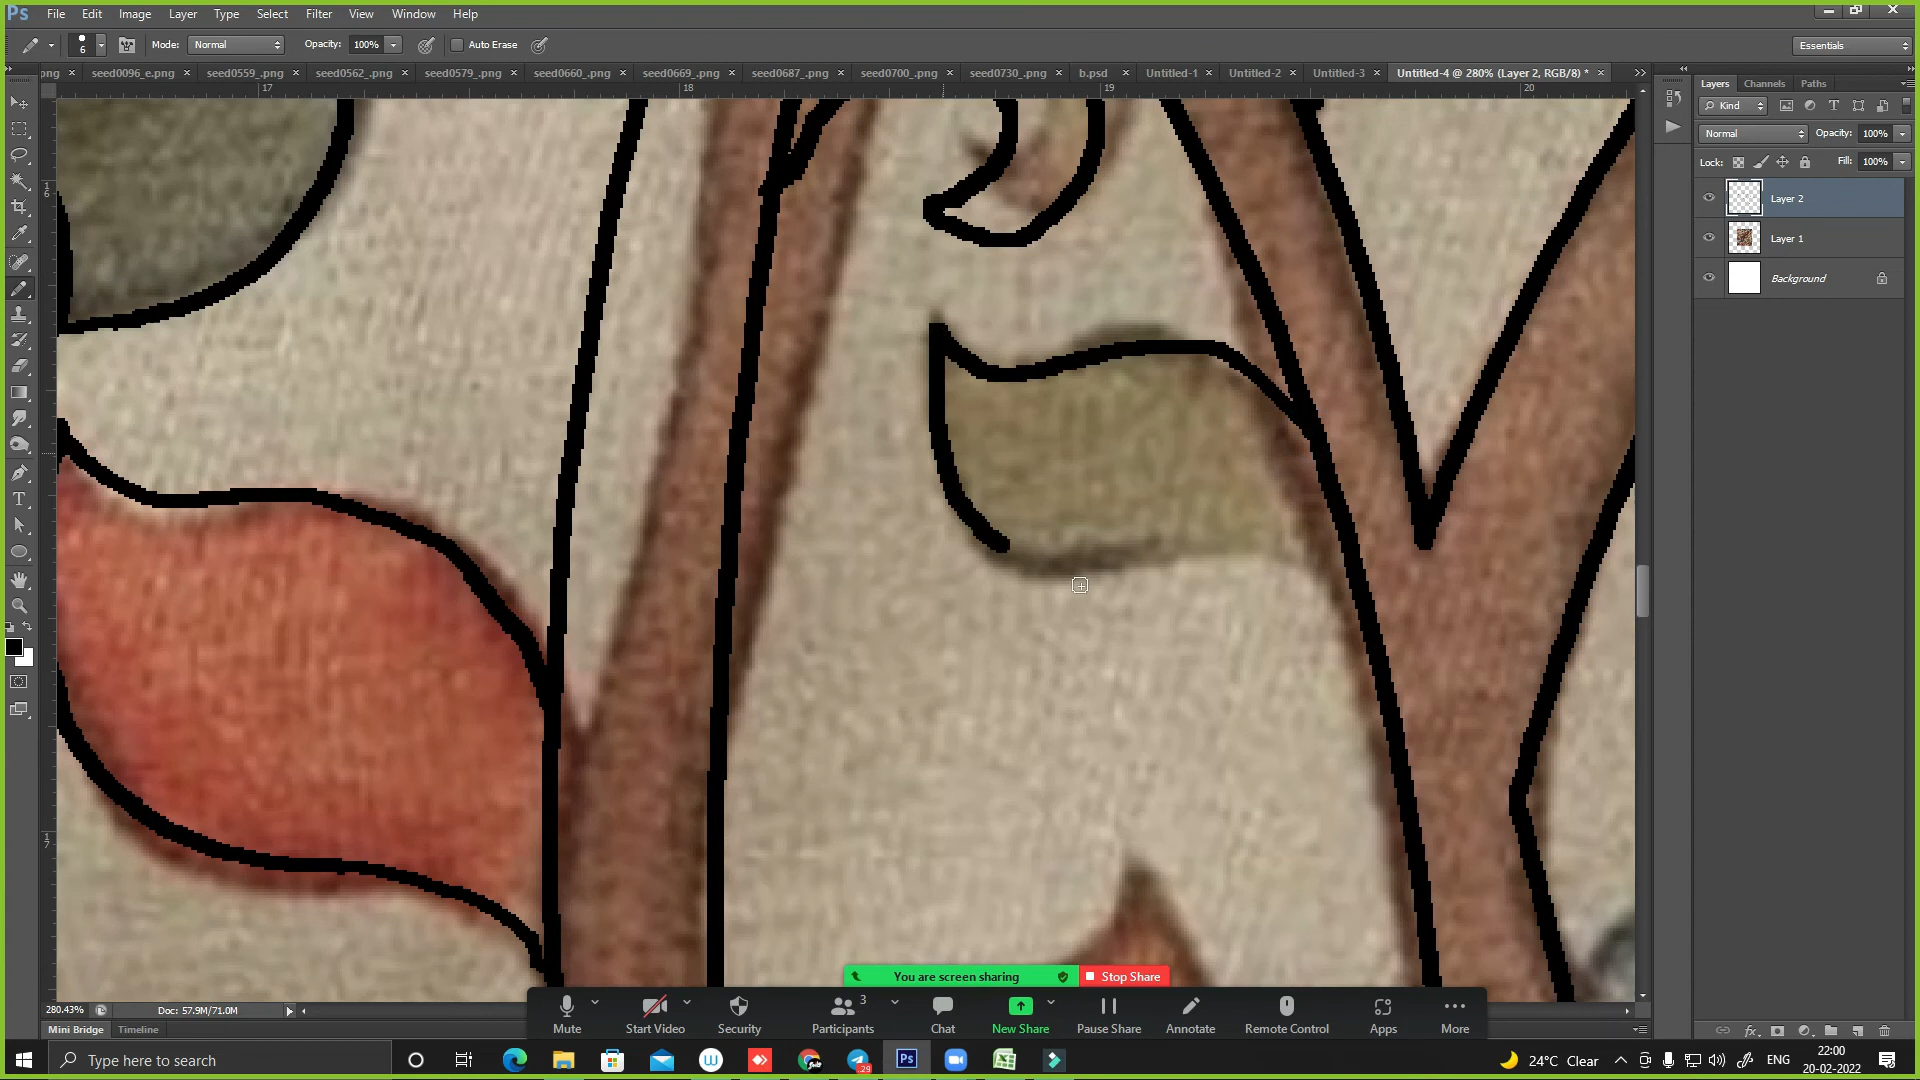 Ps File Edit Image Layer Type Select Filter View Window Help
6 Mode: Normal Opacity: 100% Auto Erase Essentials
png × seed0096_e.png × seed0559_.png × seed0562_.png × seed0579_.png × seed0660_.png × seed0669_.png × seed0687_.png × seed0700_.png × seed0730_.png × b.psd × Untitled-1 × Untitled-2 × Untitled-3 × Untitled-4 @ 280% (Layer 2, RGB/8) * ×
17 18 19 20
16
17
Layers Channels Paths
Kind
Normal Opacity: 100%
Lock: Fill: 100%
Layer 2
Layer 1
Background
You are screen sharing Stop Share
280.43% Doc: 57.9M/71.0M
Mute Start Video Security Participants 3 Chat New Share Pause Share Annotate Remote Control Apps More
Mini Bridge Timeline
Type here to search
29
Ps
24°C Clear ENG 22:00
20-02-2022